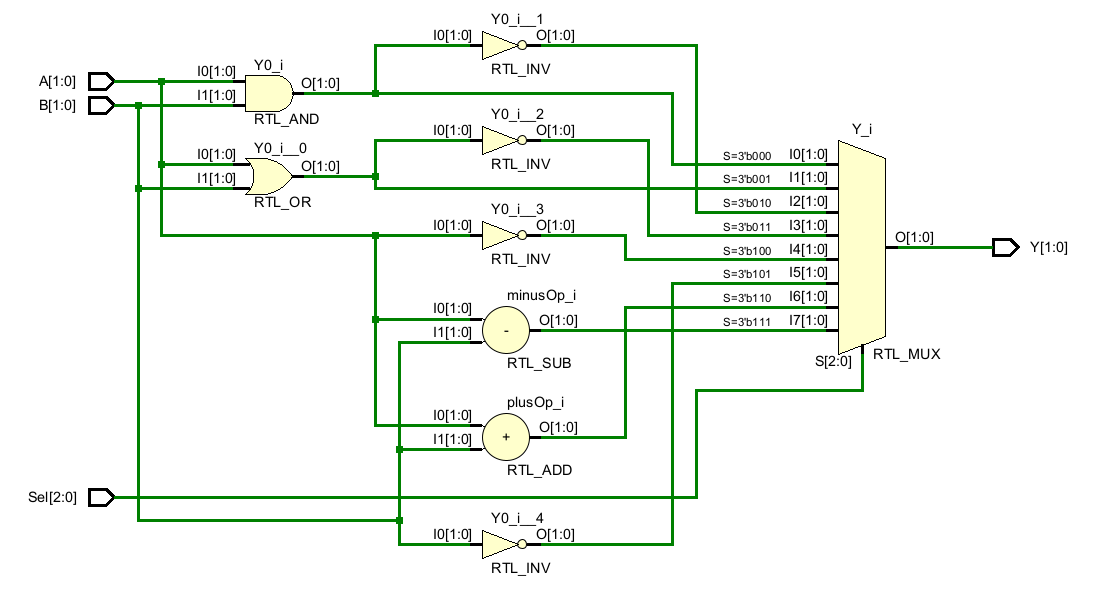 Y0_i__1
I0[1:0]
O[1:0]
RTL_INV
A[1:0]
B[1:0]
Y0_i
I0[1:0]
I1[1:0]
O[1:0]
RTL_AND
Y0_i__2
I0[1:0]
O[1:0]
RTL_INV
Y0_i__0
I0[1:0]
I1[1:0]
O[1:0]
RTL_OR
Y0_i__3
I0[1:0]
O[1:0]
RTL_INV
minusOp_i
I0[1:0]
I1[1:0]
O[1:0]
-
RTL_SUB
plusOp_i
I0[1:0]
I1[1:0]
O[1:0]
+
RTL_ADD
Sel[2:0]
Y0_i__4
I0[1:0]
O[1:0]
RTL_INV
Y_i
S=3'b000 I0[1:0]
S=3'b001 I1[1:0]
S=3'b010 I2[1:0]
S=3'b011 I3[1:0]
S=3'b100 I4[1:0]
S=3'b101 I5[1:0]
S=3'b110 I6[1:0]
S=3'b111 I7[1:0]
S[2:0]
RTL_MUX
O[1:0]
Y[1:0]